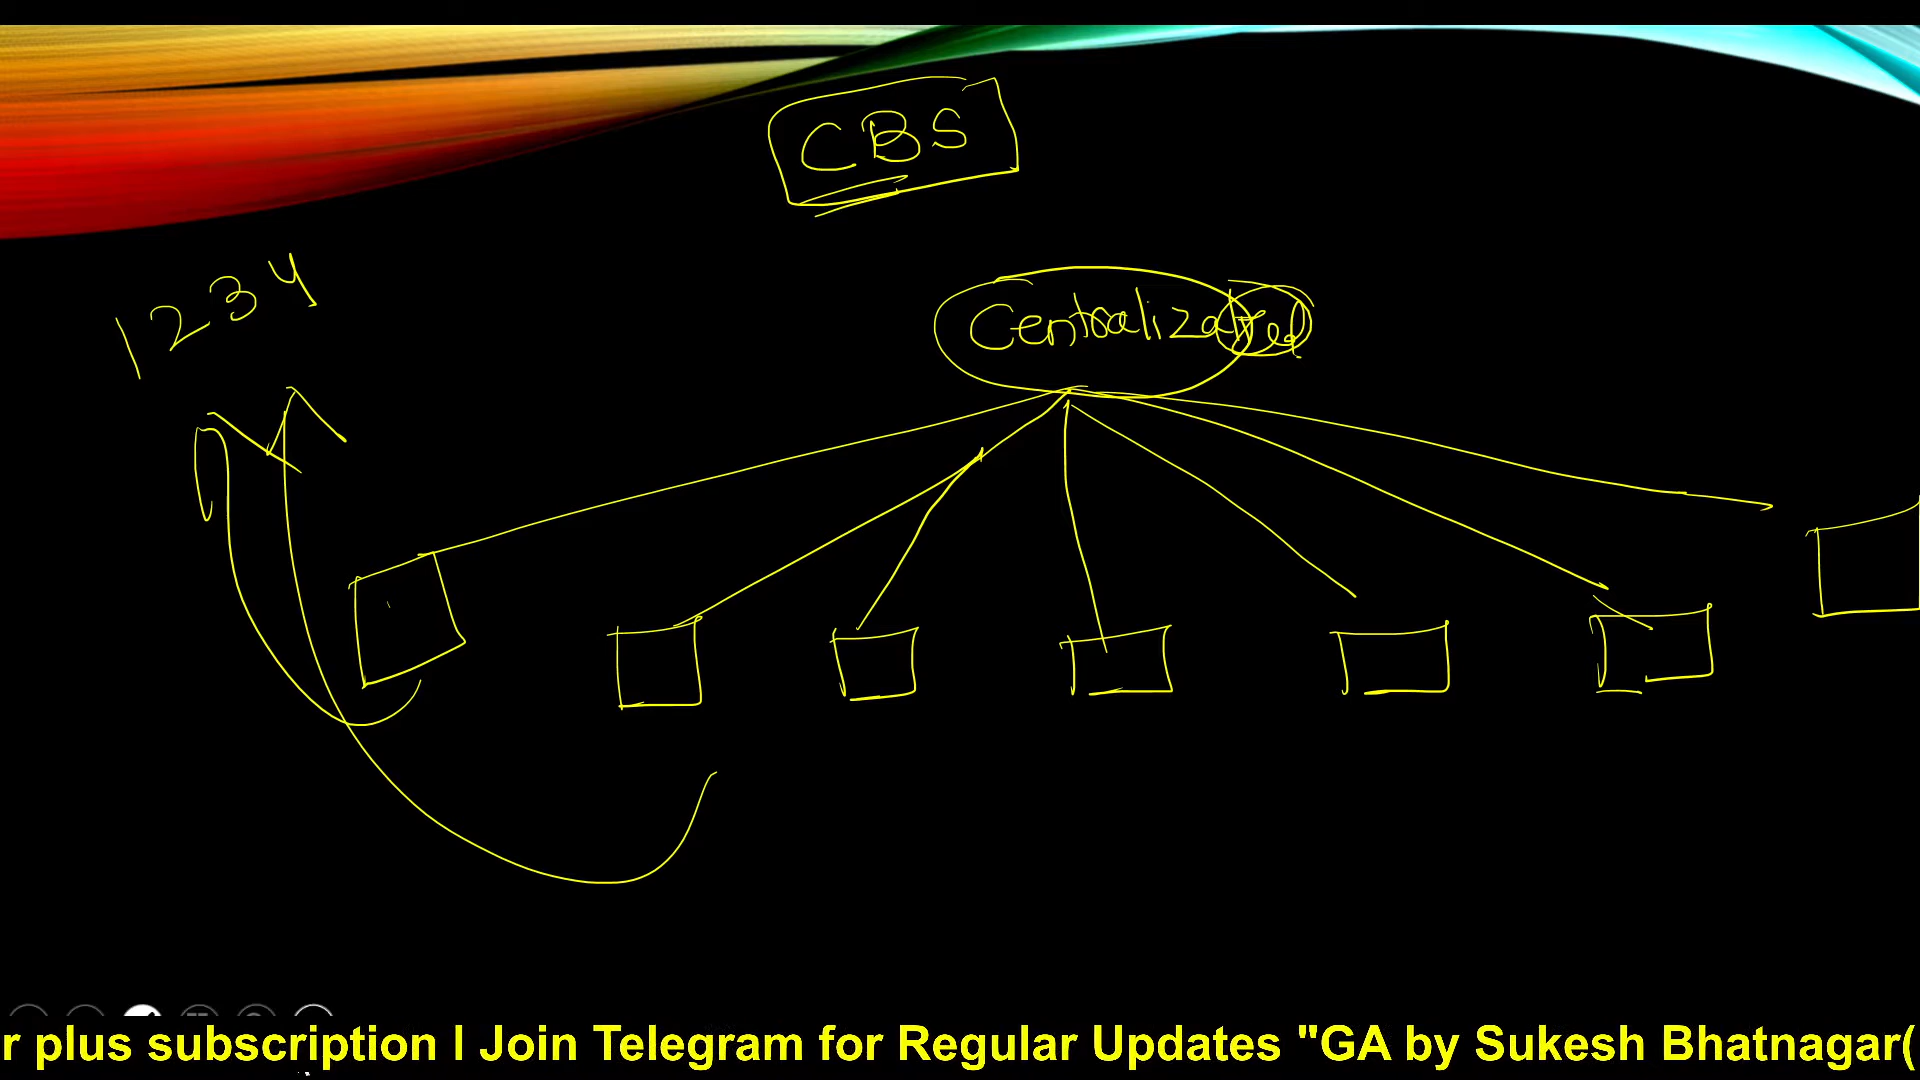 CBS
1234
Centralized
r plus subscription I Join Telegram for Regular Updates "GA by Sukesh Bhatnagar(